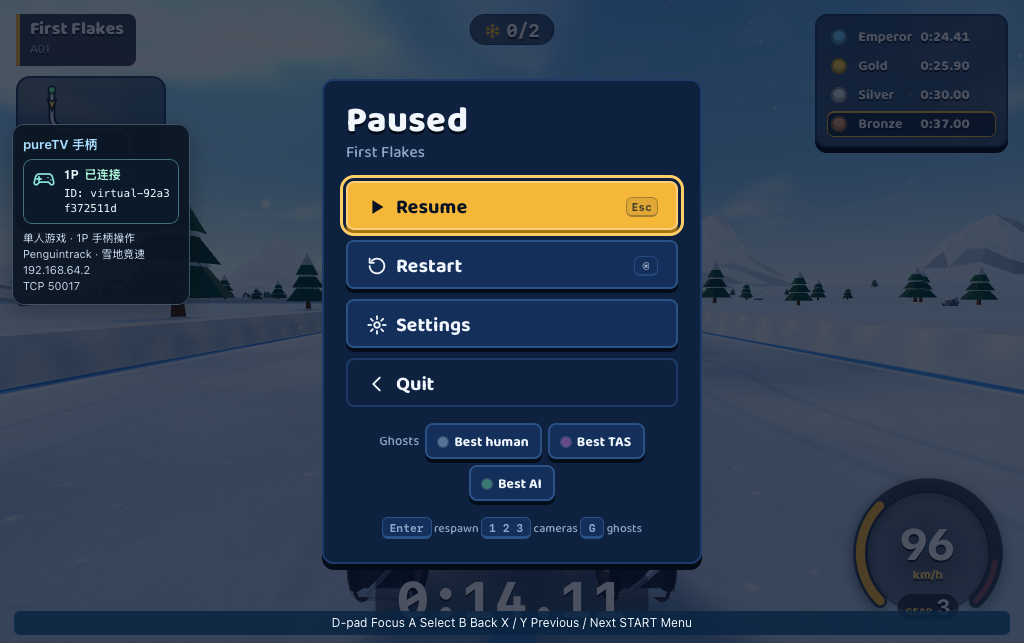 First Flakes
A01
0/2
Emperor 0:24.41
Gold 0:25.90
Silver 0:30.00
Bronze 0:37.00
pureTV 手柄
1P 已连接
ID: virtual-92a3
f372511d
单人游戏 · 1P 手柄操作
Penguintrack · 雪地竞速
192.168.64.2
TCP 50017
Paused
First Flakes
Resume Esc
Restart
Settings
Quit
Ghosts Best human Best TAS
Best AI
Enter respawn 1 2 3 cameras G ghosts
96
km/h
GEAR 3
0:14.11
D-pad Focus A Select B Back X / Y Previous / Next START Menu